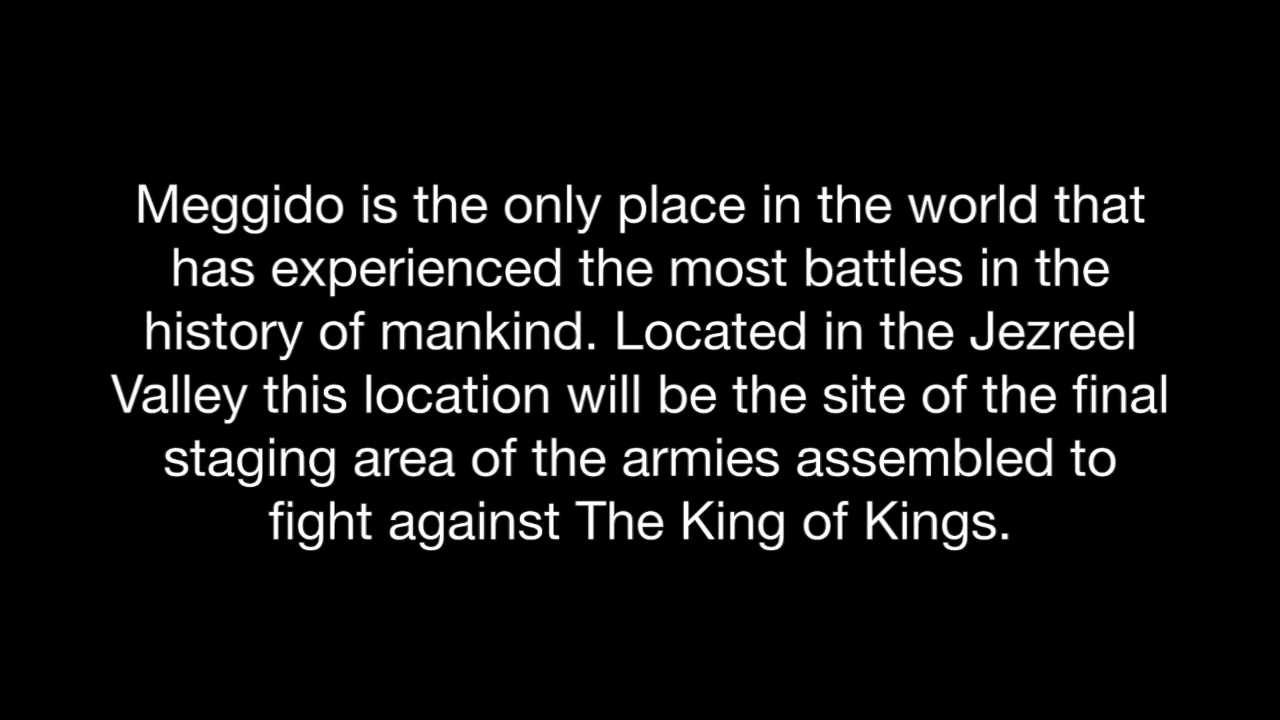 Meggido is the only place in the world that
has experienced the most battles in the
history of mankind. Located in the Jezreel
Valley this location will be the site of the final
staging area of the armies assembled to
fight against The King of Kings.